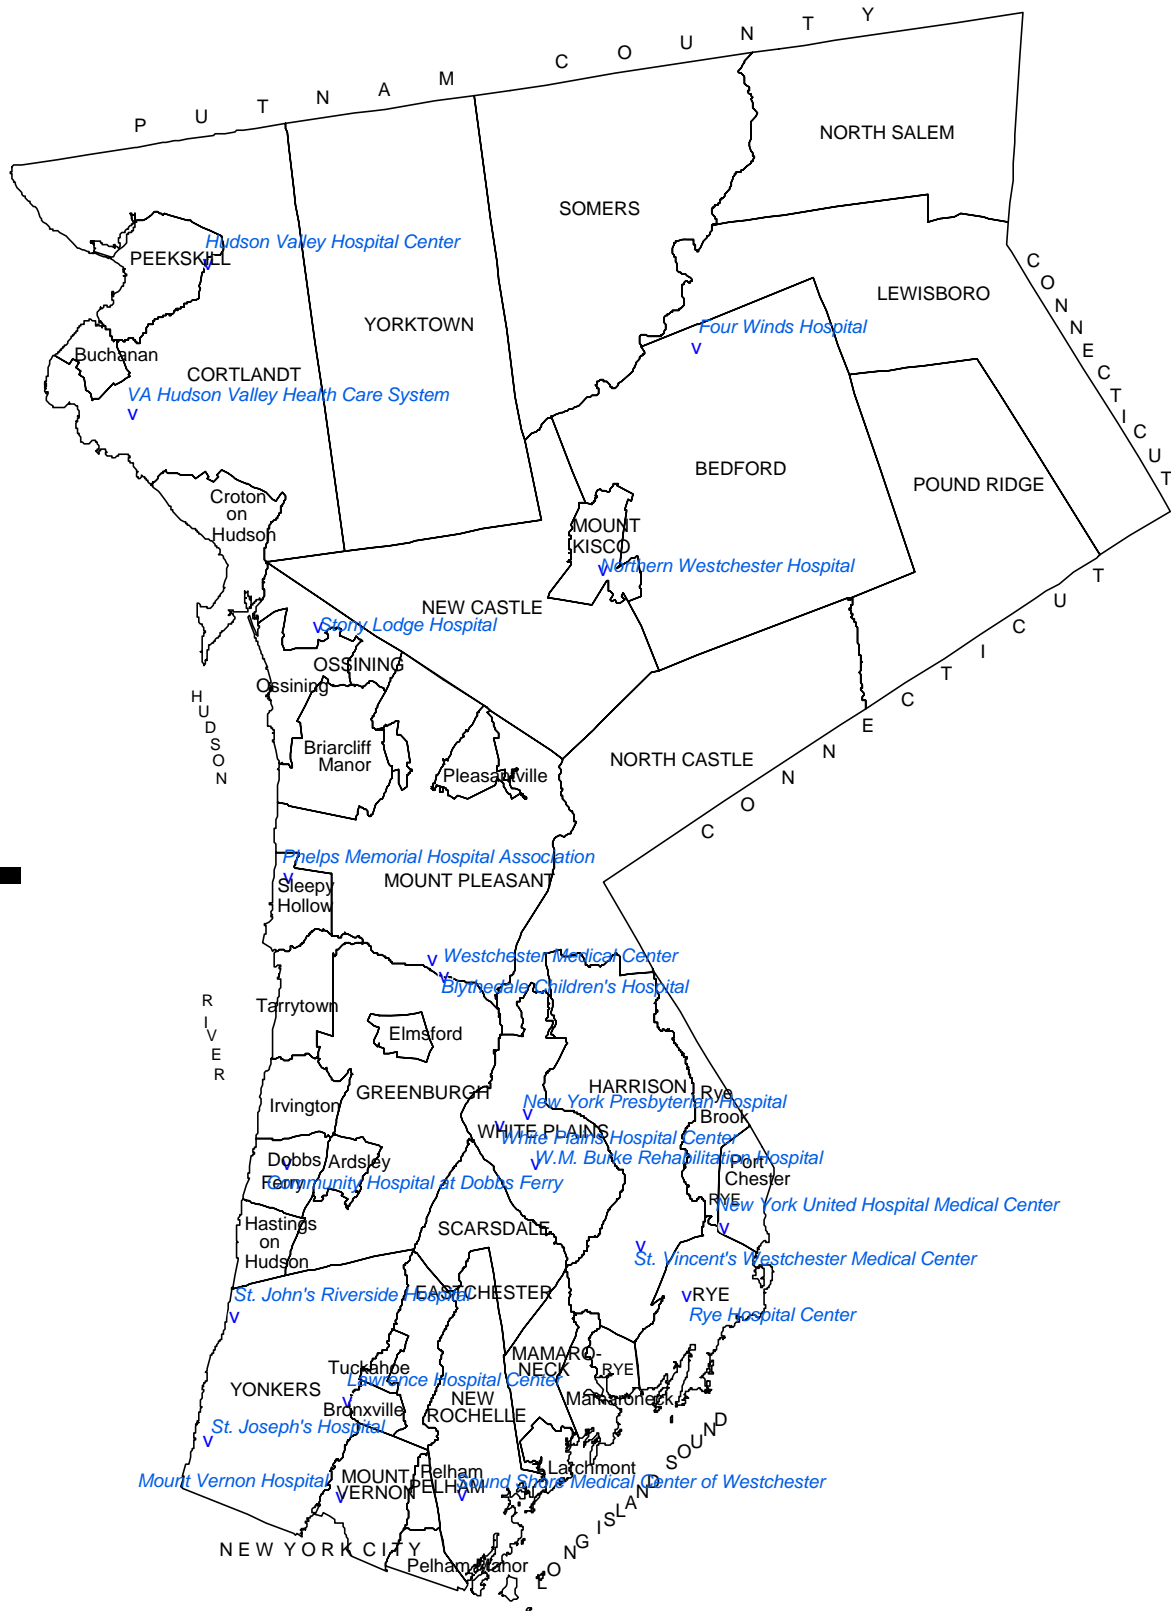 PUTNAM COUNTY
NORTH SALEM
SOMERS
Hudson Valley Hospital Center
PEEKSKILL
v
CONNECTICUT
LEWISBORO
YORKTOWN
Four Winds Hospital
v
Buchanan
CORTLANDT
VA Hudson Valley Health Care System
v
BEDFORD
POUND RIDGE
Croton
on
Hudson
MOUNT
KISCO
Northern Westchester Hospital
v
NEW CASTLE
Stony Lodge Hospital
v
OSSINING
Ossining
HUDSON
RIVER
Briarcliff
Manor
Pleasantville
NORTH CASTLE
CONNECTICUT
Phelps Memorial Hospital Association
v
MOUNT PLEASANT
Sleepy
Hollow
Westchester Medical Center
v
Blythedale Children's Hospital
v
Tarrytown
Elmsford
GREENBURGH
HARRISON
Rye
Brook
Irvington
New York Presbyterian Hospital
v
WHITE PLAINS
White Plains Hospital Center
v
W.M. Burke Rehabilitation Hospital
v
Dobbs
Ferry
v
Ardsley
Community Hospital at Dobbs Ferry
Port
Chester
RYE
New York United Hospital Medical Center
v
Hastings
on
Hudson
SCARSDALE
St. Vincent's Westchester Medical Center
v
St. John's Riverside Hospital
v
EASTCHESTER
RYE
v
Rye Hospital Center
MAMARO-
NECK
RYE
Tuckahoe
Lawrence Hospital Center
v
YONKERS
NEW
ROCHELLE
Mamaroneck
Bronxville
St. Joseph's Hospital
v
Larchmont
Mount Vernon Hospital
v
MOUNT
VERNON
Pelham
PELHAM
Sound Shore Medical Center of Westchester
v
LONG ISLAND SOUND
NEW YORK CITY
Pelham Manor